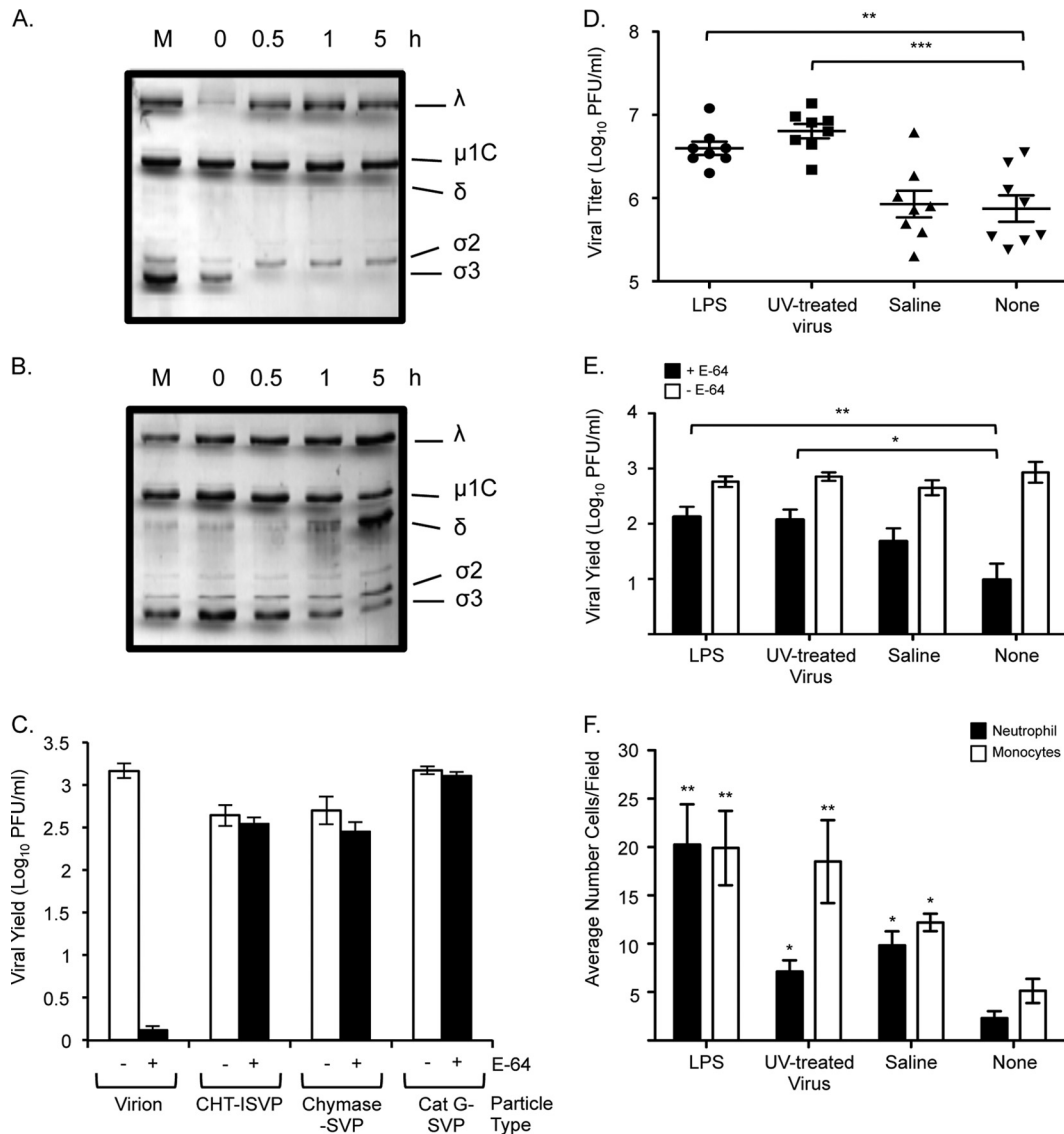 A.
M 0 0.5 1 5 h
λ
μ1C
δ
σ2
σ3
B.
M 0 0.5 1 5 h
λ
μ1C
δ
σ2
σ3
C.
Viral Yield (Log10 PFU/ml)
3.5
3
2.5
2
1.5
1
0.5
0
- + - + - + - + E-64
Virion CHT-ISVP Chymase -SVP Cat G- SVP Particle Type
D.
Viral Titer (Log10 PFU/ml)
8
7
6
5
**
***
LPS UV-treated virus Saline None
E.
+ E-64
- E-64
Viral Yield (Log10 PFU/ml)
4
3
2
1
**
*
LPS UV-treated Virus Saline None
F.
Neutrophil
Monocytes
Average Number Cells/Field
30
25
20
15
10
5
** ** * ** * *
LPS UV-treated Virus Saline None